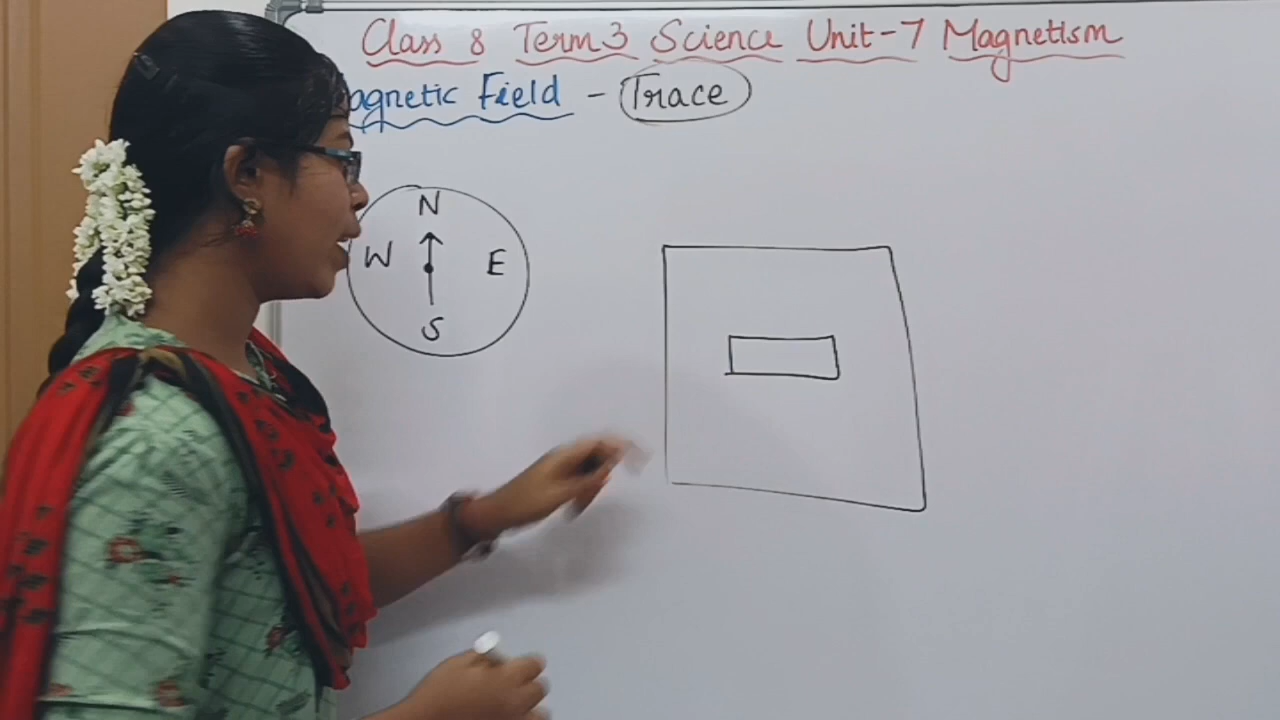 Class 8 Term 3 Science Unit-7 Magnetism
agnetic Field - Trace
N
W E
S